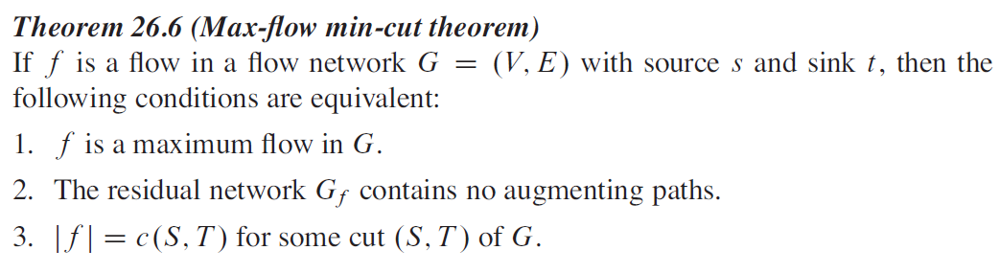 Theorem 26.6 (Max-flow min-cut theorem)
If f is a flow in a flow network G = (V, E) with source s and sink t, then the
following conditions are equivalent:
1. f is a maximum flow in G.
2. The residual network G_f contains no augmenting paths.
3. |f| = c(S, T) for some cut (S, T) of G.